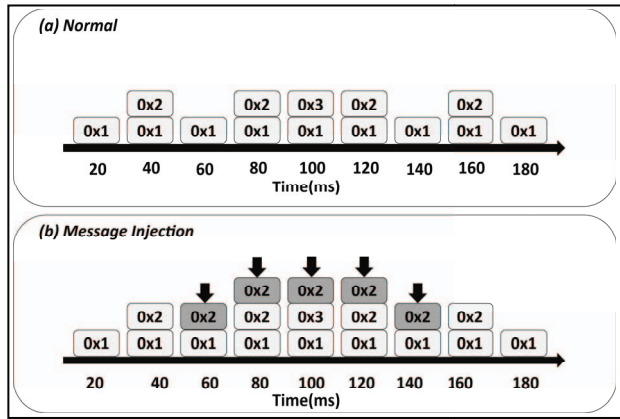 (a) Normal
0x2 0x2 0x3 0x2 0x2
0x1 0x1 0x1 0x1 0x1 0x1 0x1 0x1 0x1
20 40 60 80 100 120 140 160 180
Time(ms)
(b) Message Injection
0x2 0x2 0x2
0x2 0x2 0x2 0x3 0x2 0x2 0x2
0x1 0x1 0x1 0x1 0x1 0x1 0x1 0x1 0x1
20 40 60 80 100 120 140 160 180
Time(ms)